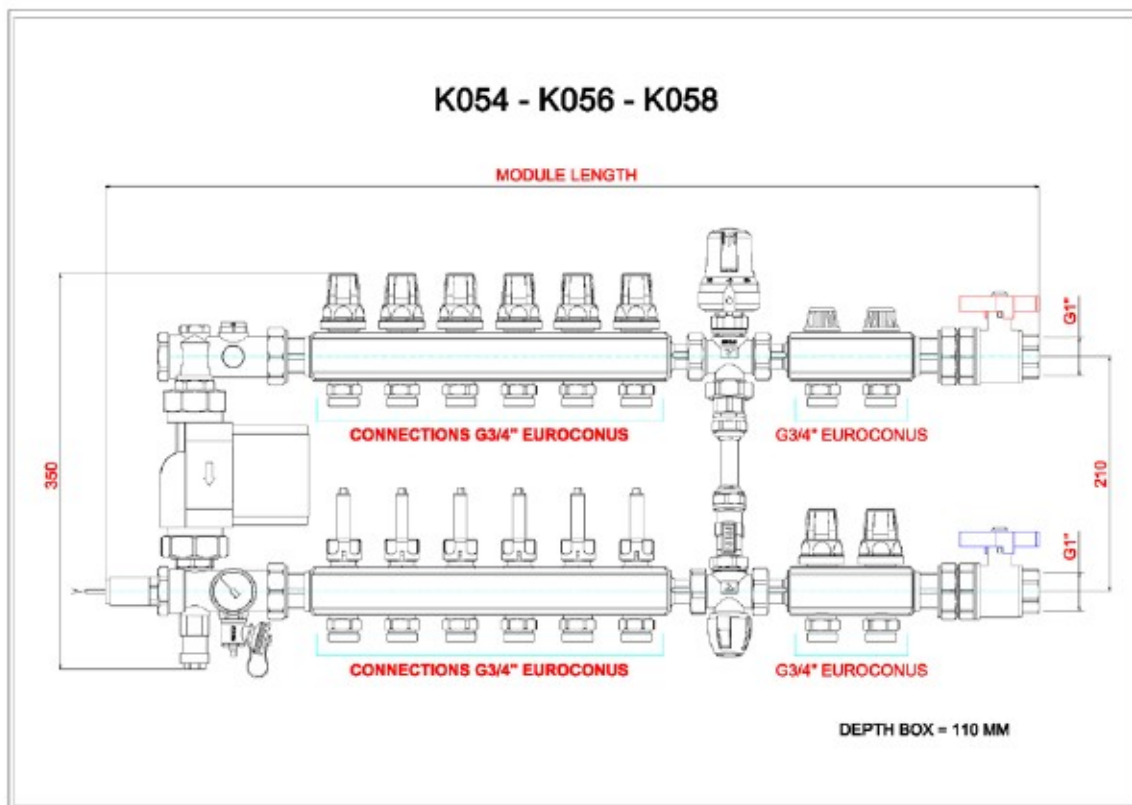 K054 - K056 - K058
MODULE LENGTH
G1"
CONNECTIONS G3/4" EUROCONUS
G3/4" EUROCONUS
350
210
G1"
CONNECTIONS G3/4" EUROCONUS
G3/4" EUROCONUS
DEPTH BOX = 110 MM